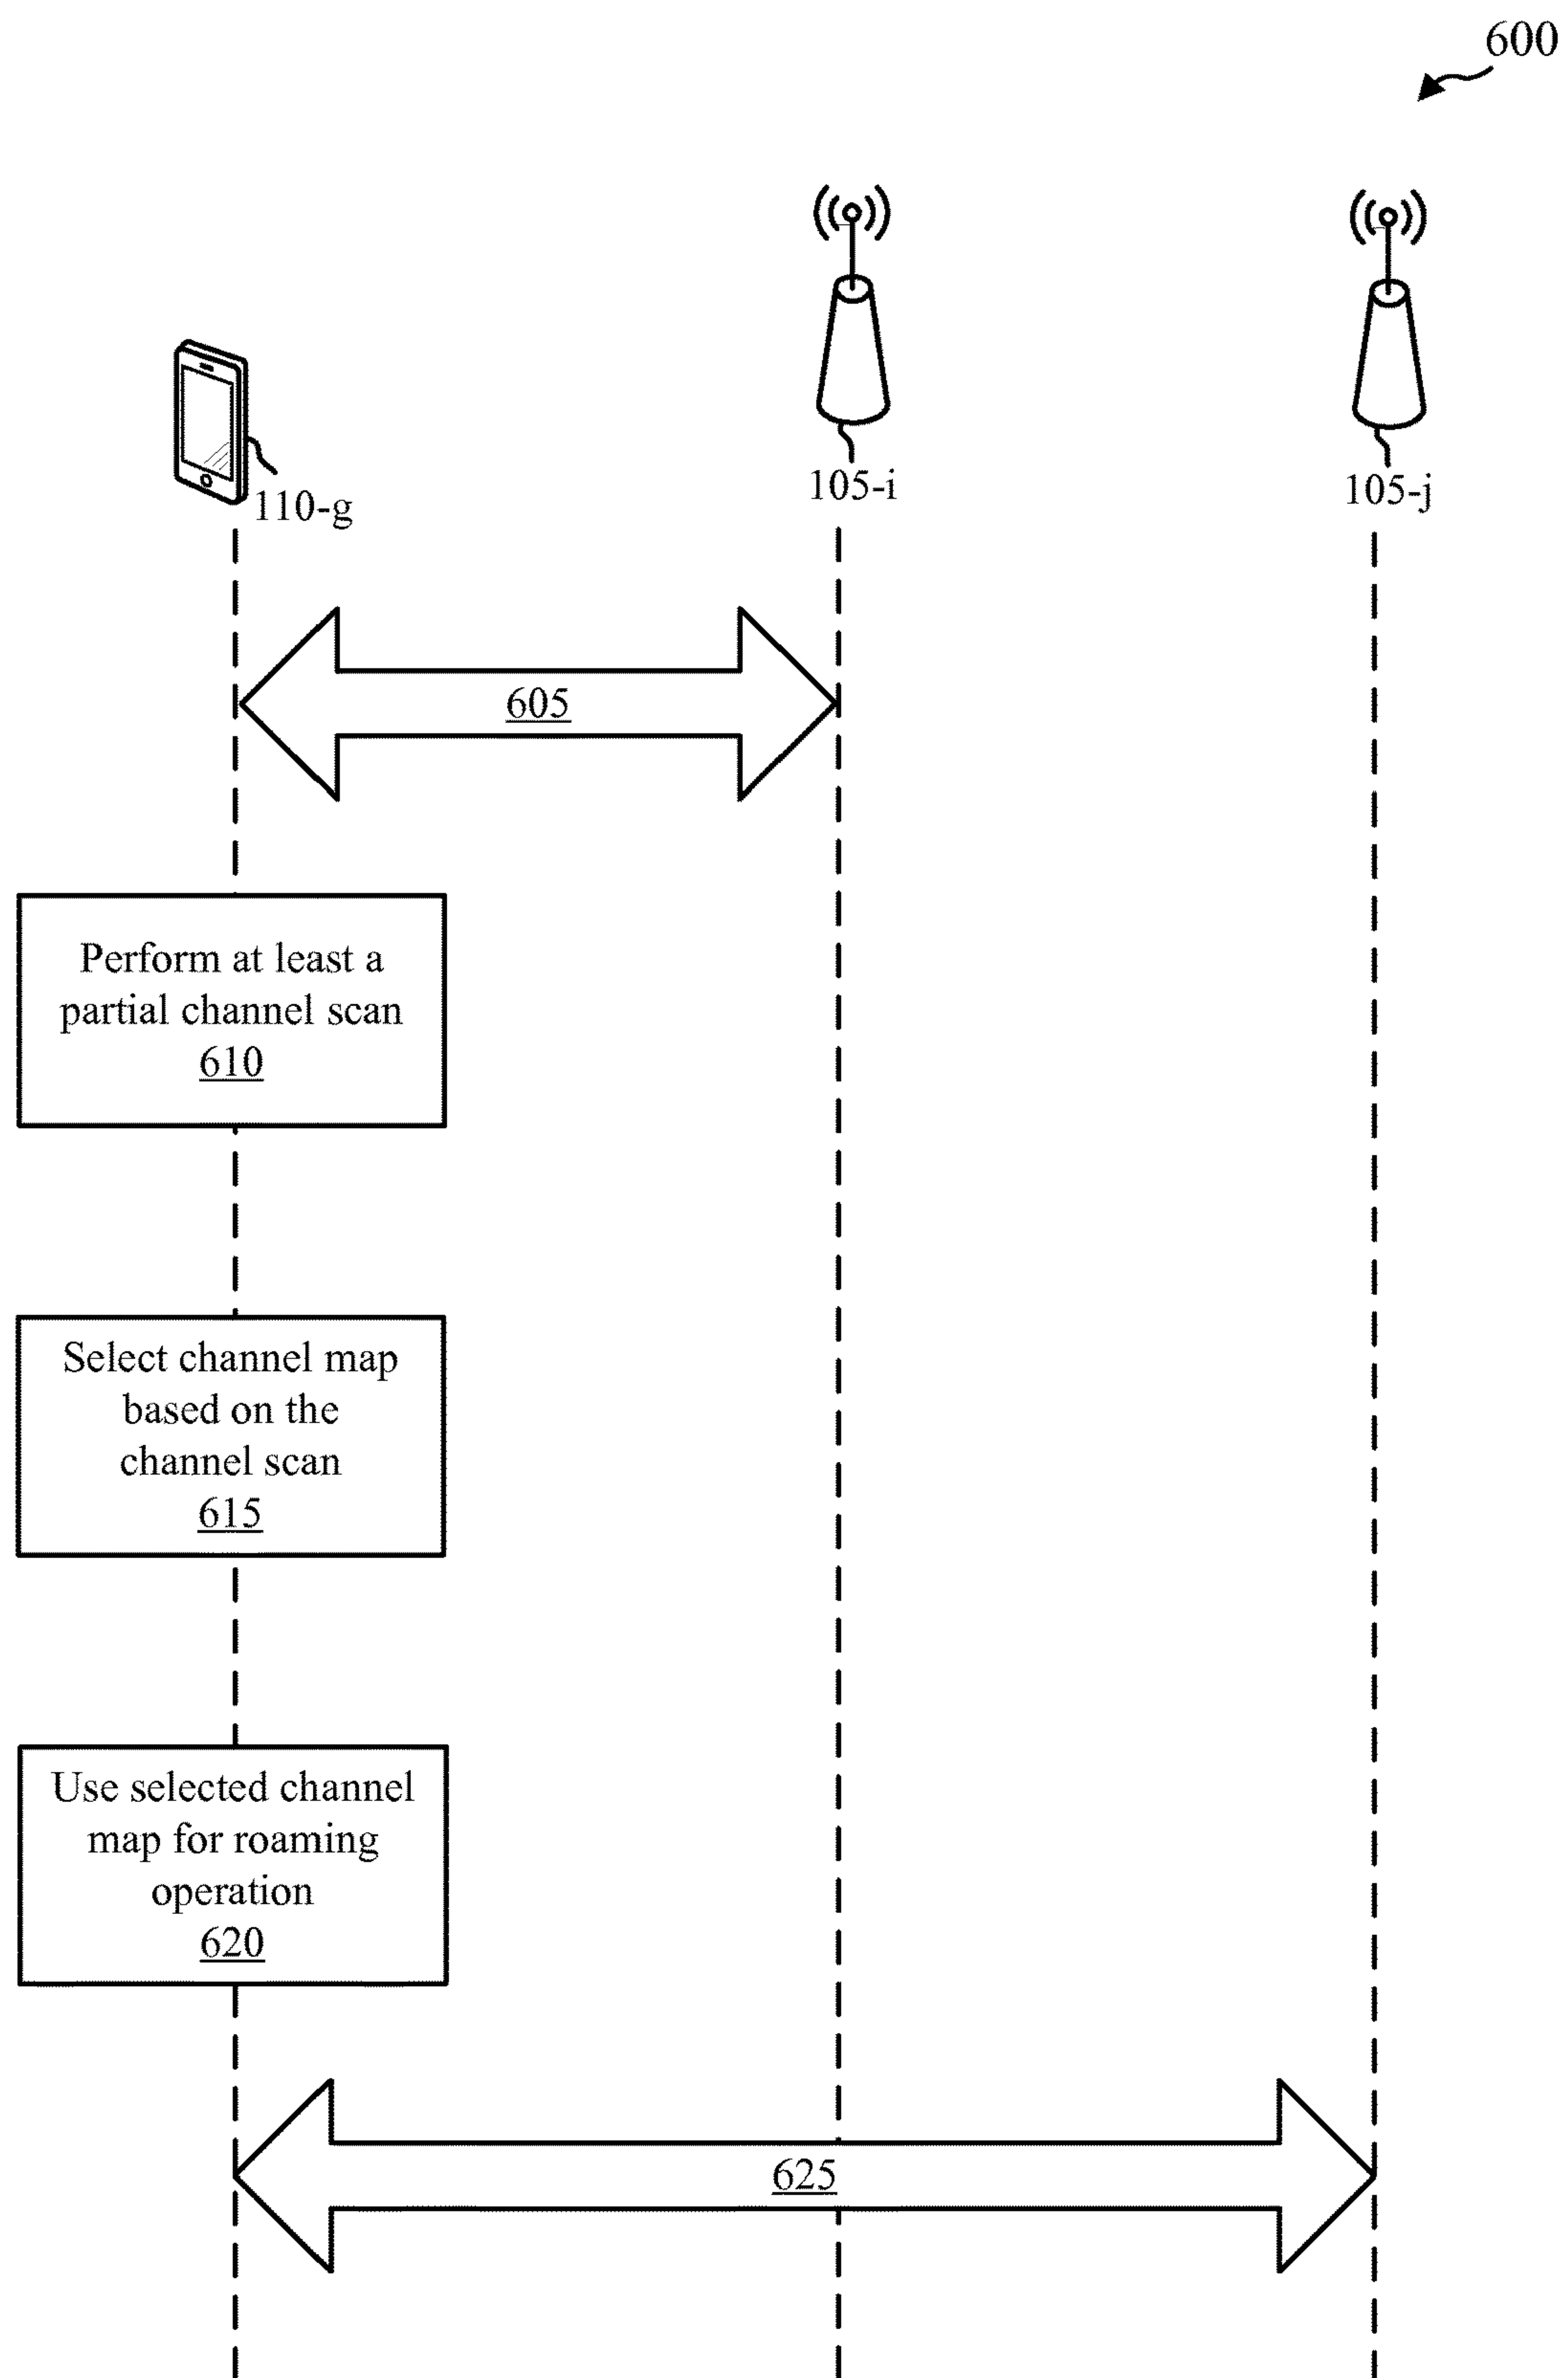 600
105-i
105-j
110-g
605
Perform at least a
partial channel scan
610
Select channel map
based on the
channel scan
615
Use selected channel
map for roaming
operation
620
625